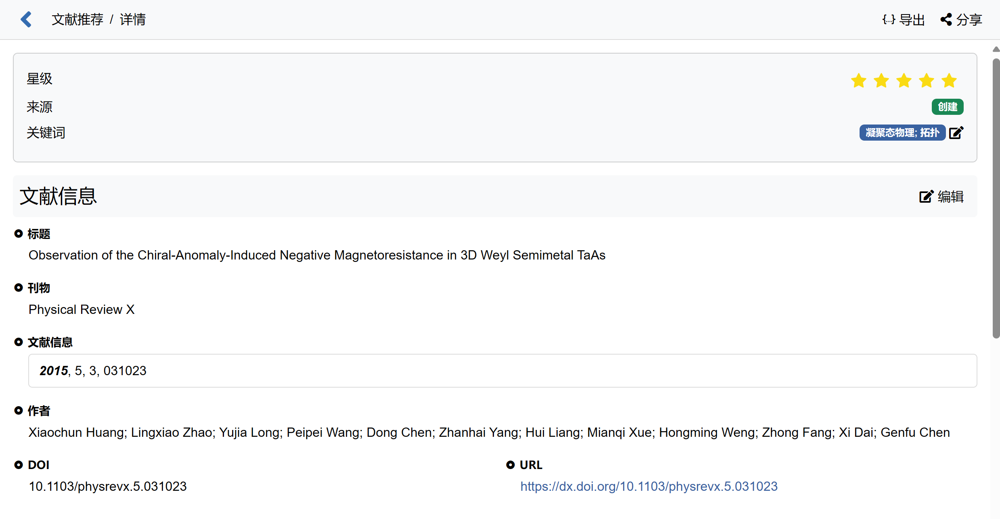 文献推荐 / 详情
{...} 导出 分享
星级
来源 创建
关键词 凝聚态物理; 拓扑
文献信息 编辑
标题
Observation of the Chiral-Anomaly-Induced Negative Magnetoresistance in 3D Weyl Semimetal TaAs
刊物
Physical Review X
文献信息
2015, 5, 3, 031023
作者
Xiaochun Huang; Lingxiao Zhao; Yujia Long; Peipei Wang; Dong Chen; Zhanhai Yang; Hui Liang; Mianqi Xue; Hongming Weng; Zhong Fang; Xi Dai; Genfu Chen
DOI URL
10.1103/physrevx.5.031023 https://dx.doi.org/10.1103/physrevx.5.031023